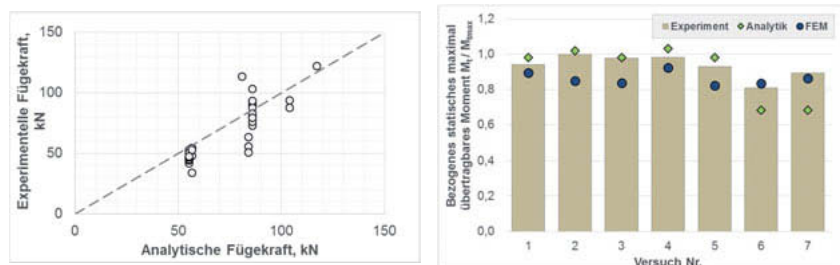 Experimentelle Fügekraft,
kN
150
100
50
0
0
50
100
150
Analytische Fügekraft, kN
Bezogenes statisches maximal
übertragbares Moment Mt/ Mtmax
1,2
1,0
0,8
0,6
0,4
0,2
0,0
Experiment Analytik FEM
1 2 3 4 5 6 7
Versuch Nr.